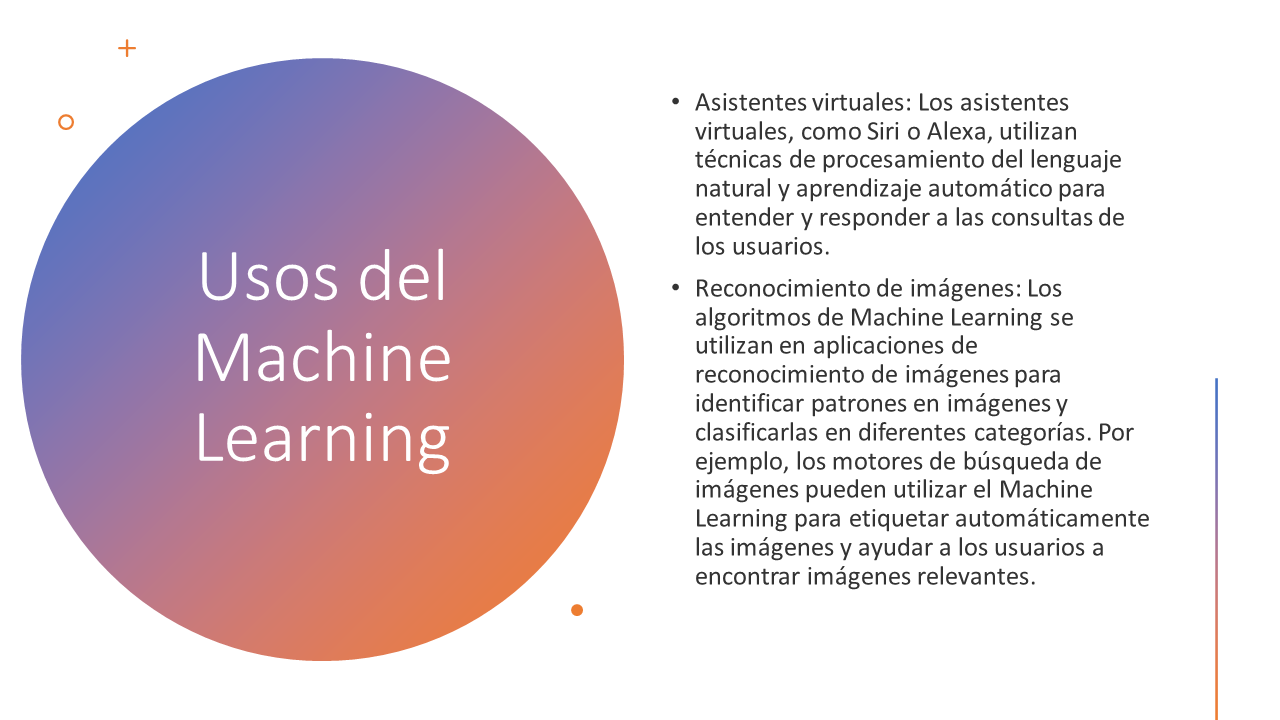 Usos del
Machine
Learning
• Asistentes virtuales: Los asistentes
virtuales, como Siri o Alexa, utilizan
técnicas de procesamiento del lenguaje
natural y aprendizaje automático para
entender y responder a las consultas de
los usuarios.
• Reconocimiento de imágenes: Los
algoritmos de Machine Learning se
utilizan en aplicaciones de
reconocimiento de imágenes para
identificar patrones en imágenes y
clasificarlas en diferentes categorías. Por
ejemplo, los motores de búsqueda de
imágenes pueden utilizar el Machine
Learning para etiquetar automáticamente
las imágenes y ayudar a los usuarios a
encontrar imágenes relevantes.